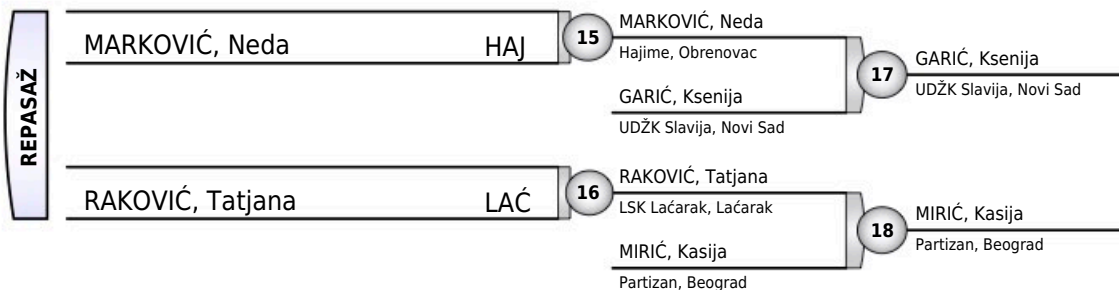 REPASAŽ
MARKOVIĆ, Neda HAJ
15
MARKOVIĆ, Neda
Hajime, Obrenovac
GARIĆ, Ksenija
UDŽK Slavija, Novi Sad
17
GARIĆ, Ksenija
UDŽK Slavija, Novi Sad
RAKOVIĆ, Tatjana LAĆ
16
RAKOVIĆ, Tatjana
LSK Laćarak, Laćarak
MIRIĆ, Kasija
Partizan, Beograd
18
MIRIĆ, Kasija
Partizan, Beograd